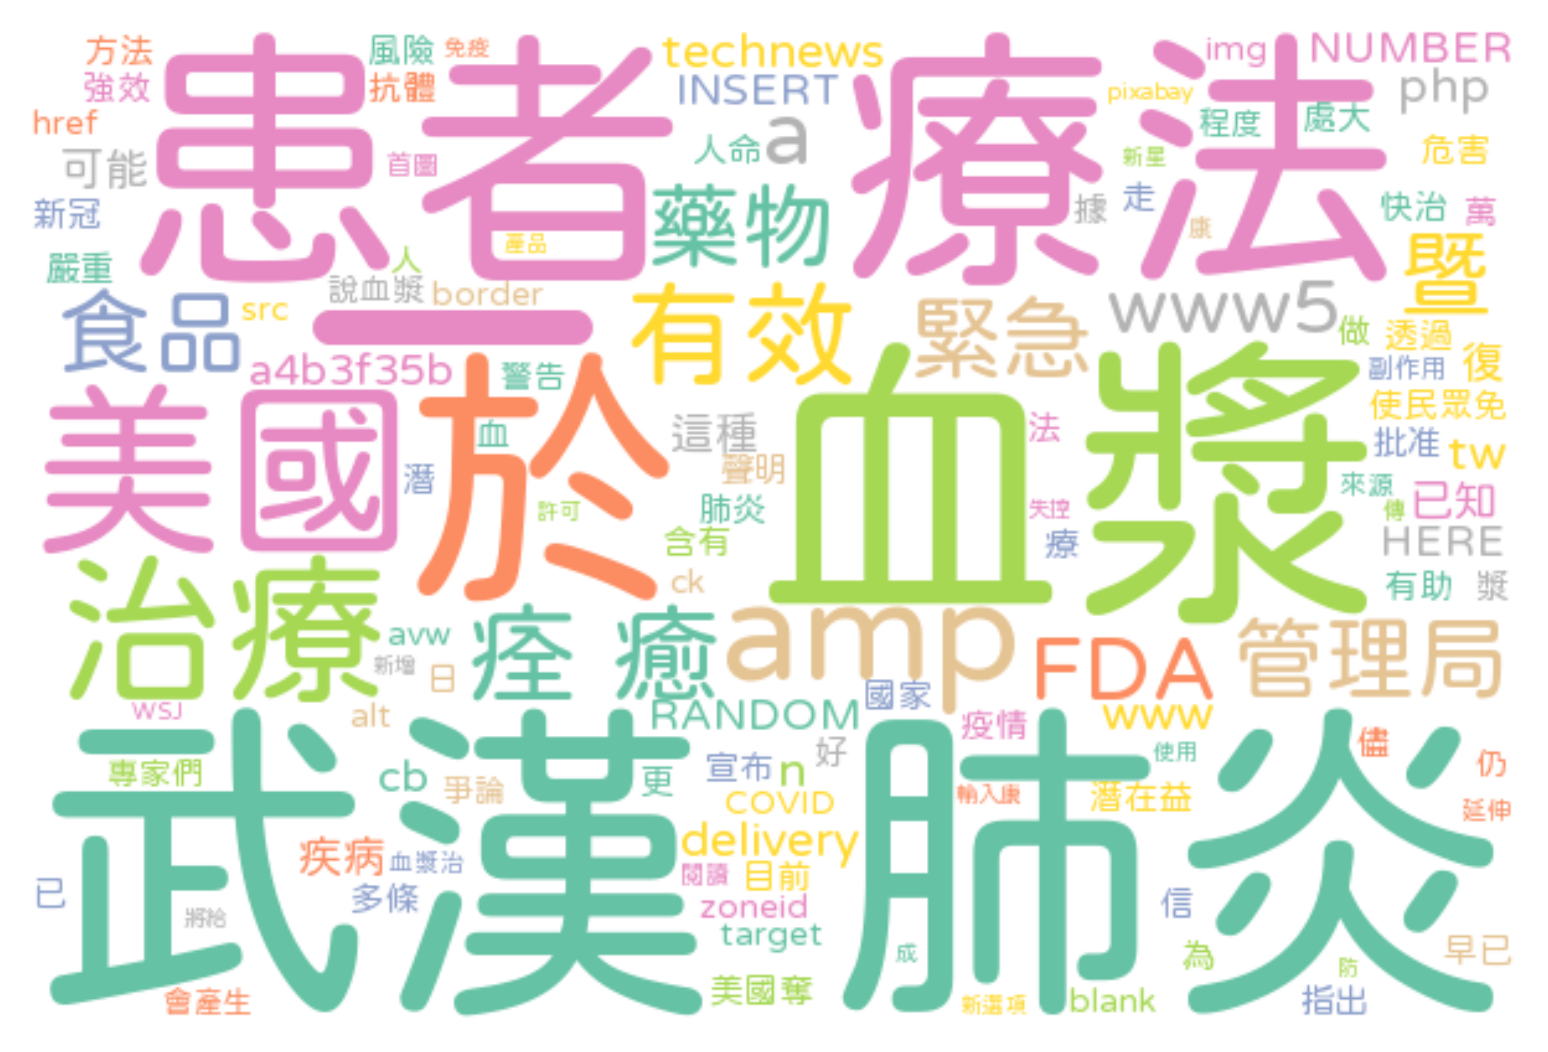 方法
風險
免疫
technews
img
NUMBER
強效
抗體
INSERT
pixabay
php
患者
療法
href
a
程度
處大
人命
可能
首圖
新星
危害
新冠
藥物
據
走
快治
萬
康
產品
嚴重
人
暨
說血漿
border
食品
src
一
有效
緊急
www5
做
透過
a4b3f35b
警告
副作用
復
美國
於
血漿
使民眾免
血
這種
法
批准
tw
潛
聲明
來源
許可
肺炎
失控
傳
已知
含有
療
HERE
治療
ck
有助
漿
avw
痊癒
amp
FDA
管理局
新增
日
國家
WSJ
alt
RANDOM
疫情
www
武漢
肺炎
好
使用
儘
專家們
cb
爭論
更
宣布
n
仍
COVID
輸入康
潛在益
延伸
疾病
血漿治
delivery
閱讀
目前
已
多條
zoneid
信
將給
target
成
為
早已
防
會產生
美國奪
新選項
blank
指出